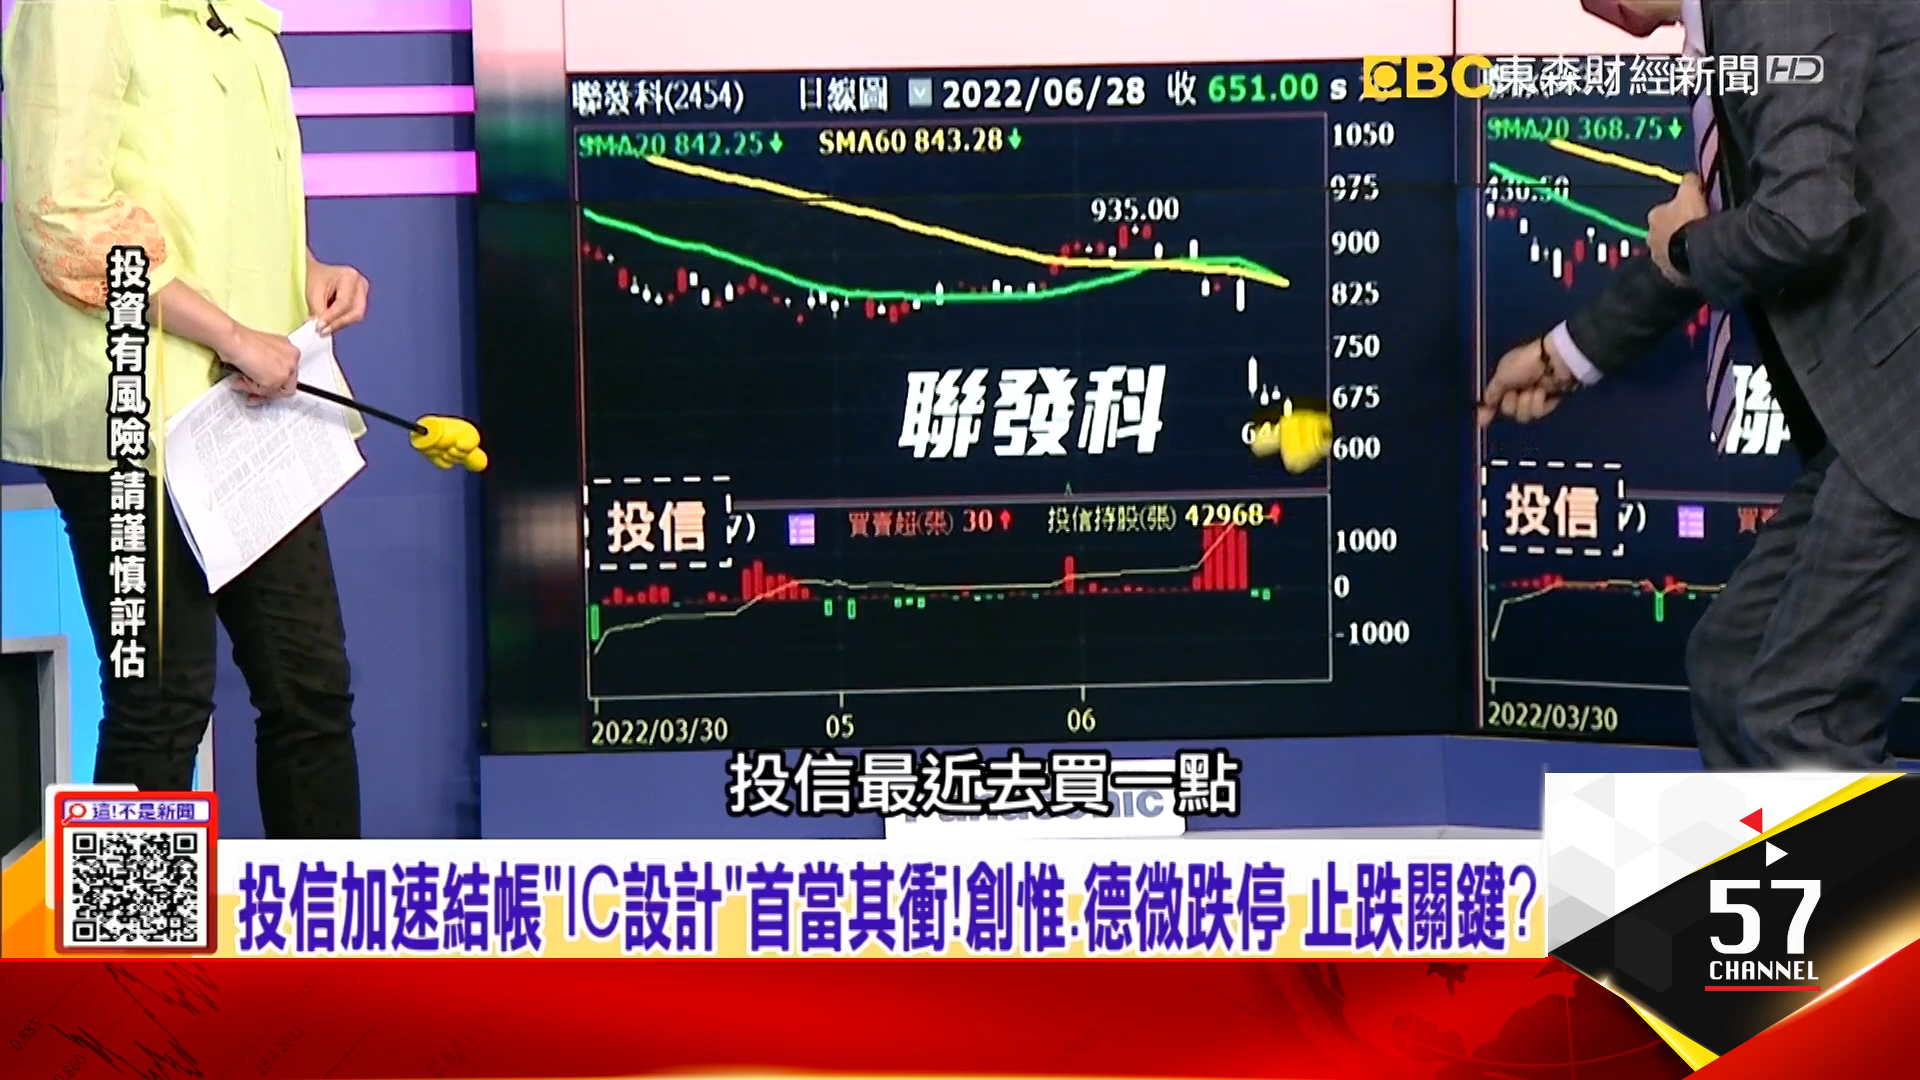 EBC東森財經新聞HD
聯發科(2454) 日線圖 2022/06/28 收 651.00 s
SMA20 842.25↓ SMA60 843.28↓
1050
975
935.00
900
825
750
675
600
聯發科
投信 買賣超(張) 30↑ 投信持股(張) 42968↑
1000
0
-1000
2022/03/30 05 06
SMA20 368.75↓
430.50
聯
投信
2022/03/30
投資有風險 請謹慎評估
投信最近去買一點
Panasonic
這!不是新聞
投信加速結帳"IC設計"首當其衝!創惟.德微跌停 止跌關鍵?
57
CHANNEL